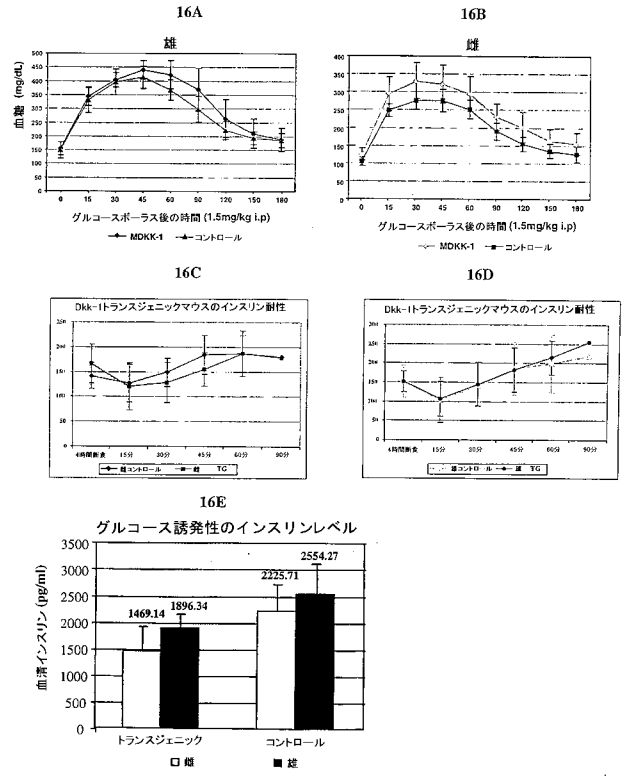 16A
雄
血糖 (mg/dL)
500
450
400
350
300
250
200
150
100
50
0
0 15 30 45 60 90 120 150 180
グルコースボーラス後の時間 (1.5mg/kg i.p)
MDKK-1 コントロール
16B
雌
400
350
300
250
200
150
100
50
0
0 15 30 45 60 90 120 150 180
グルコースボーラス後の時間 (1.5mg/kg i.p)
MDKK-1 コントロール
16C
Dkk-1トランスジェニックマウスのインスリン耐性
250
200
150
100
50
0
4時間断食 15分 30分 45分 60分 90分
雌コントロール 雌 TG
16D
Dkk-1トランスジェニックマウスのインスリン耐性
300
250
200
150
100
50
0
4時間断食 15分 30分 45分 60分 90分
雄コントロール 雄 TG
16E
グルコース誘発性のインスリンレベル
血清インスリン (pg/ml)
3500
3000
2500
2000
1500
1000
500
0
1469.14
1896.34
2225.71
2554.27
トランスジェニック コントロール
雌 雄